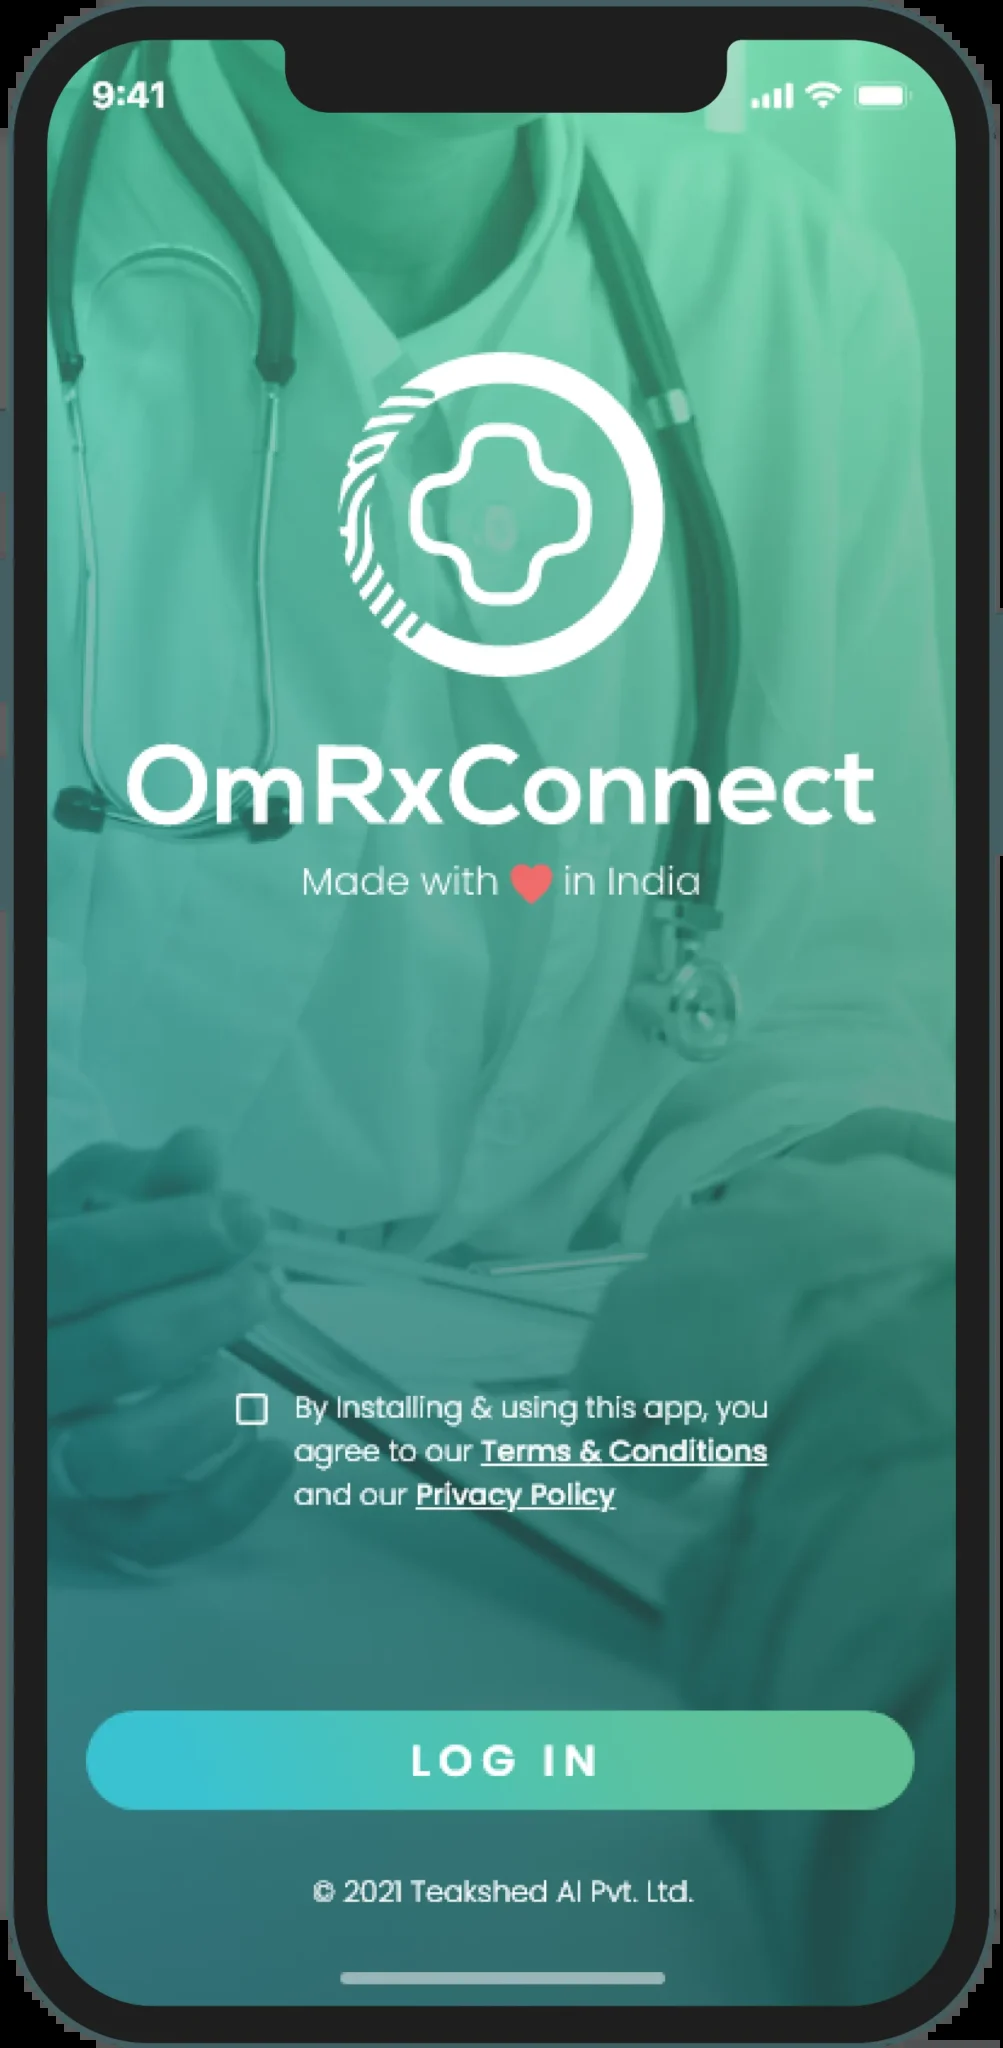 9:41
OmRxConnect
Made with ❤ in India
By Installing & using this app, you
agree to our Terms & Conditions
and our Privacy Policy
LOG IN
© 2021 Teakshed AI Pvt. Ltd.